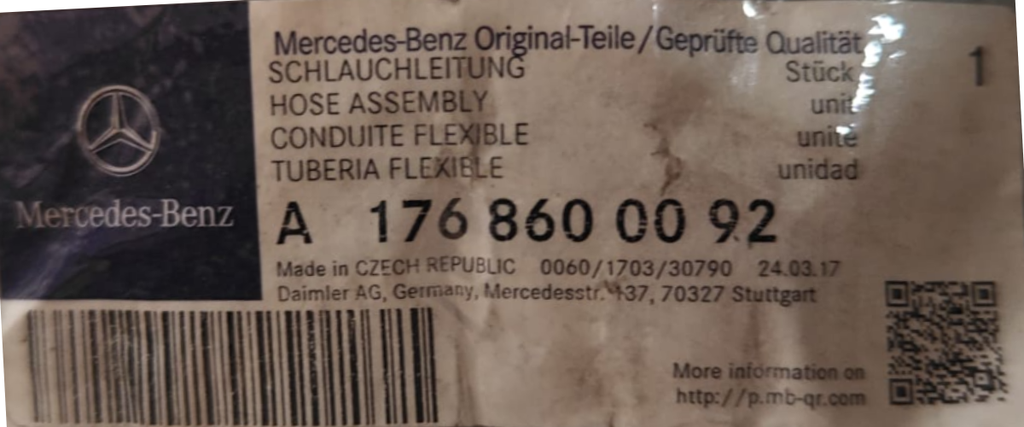 Mercedes-Benz
Mercedes-Benz Original-Teile/Geprüfte Qualität
SCHLAUCHLEITUNG Stück 1
HOSE ASSEMBLY unit
CONDUITE FLEXIBLE unité
TUBERIA FLEXIBLE unidad
A 176 860 00 92
Made in CZECH REPUBLIC 0060/1703/30790 24.03.17
Daimler AG, Germany, Mercedesstr. 137, 70327 Stuttgart
More information on
http://p.mb-qr.com